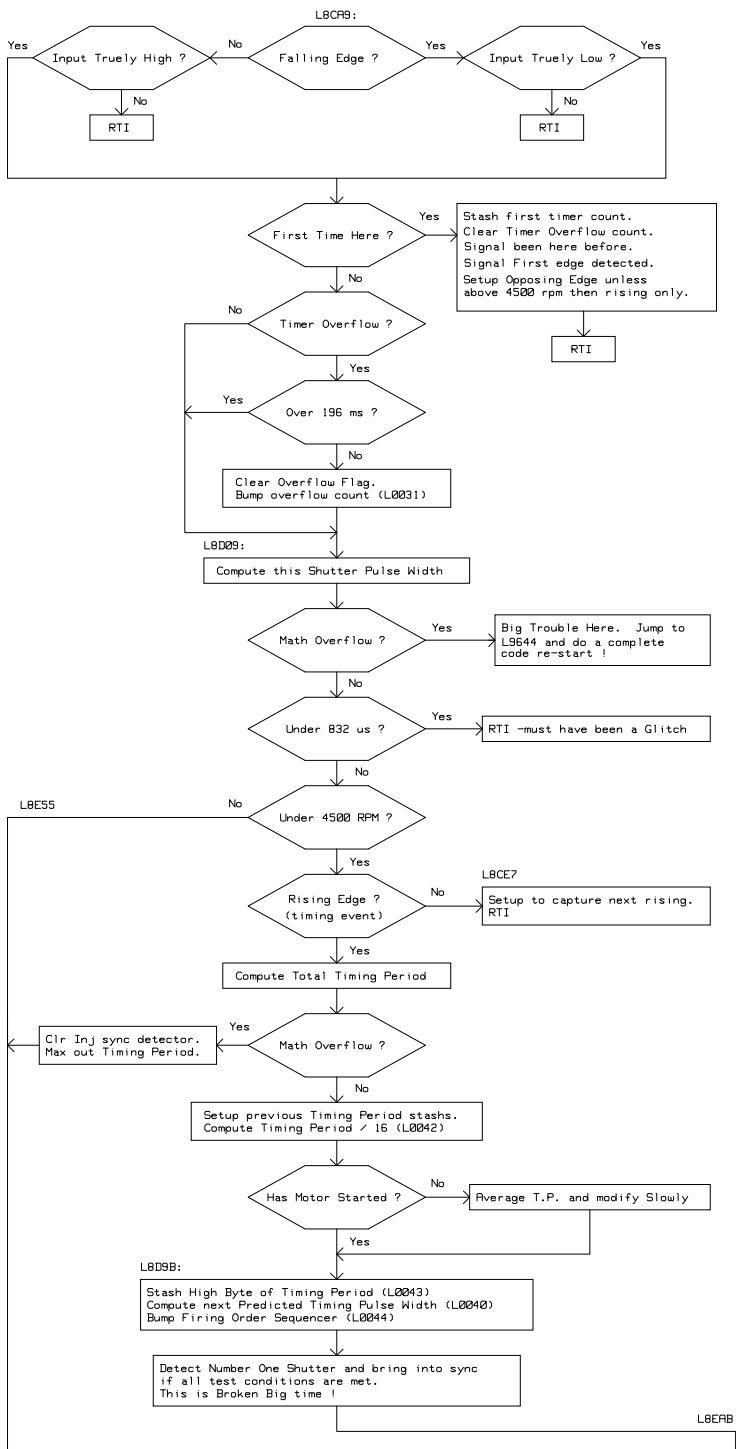 L8CA9:
Yes
No
Yes
Yes
Input Truely High ?
Falling Edge ?
Input Truely Low ?
No
No
RTI
RTI
First Time Here ?
Yes
Stash first timer count.
Clear Timer Overflow count.
Signal been here before.
Signal First edge detected.
Setup Opposing Edge unless
above 4500 rpm then rising only.
No
RTI
No
Timer Overflow ?
Yes
Yes
Over 196 ms ?
No
Clear Overflow Flag.
Bump overflow count (L0031)
L8D09:
Compute this Shutter Pulse Width
Math Overflow ?
Yes
Big Trouble Here. Jump to
L9644 and do a complete
code re-start !
No
Under 832 us ?
Yes
RTI -must have been a Glitch
No
L8E55
No
Under 4500 RPM ?
Yes
Rising Edge ?
(timing event)
No
L8CE7
Setup to capture next rising.
RTI
Yes
Compute Total Timing Period
Clr Inj sync detector.
Max out Timing Period.
Yes
Math Overflow ?
No
Setup previous Timing Period stashs.
Compute Timing Period / 16 (L0042)
Has Motor Started ?
No
Average T.P. and modify Slowly
Yes
L8D9B:
Stash High Byte of Timing Period (L0043)
Compute next Predicted Timing Pulse Width (L0040)
Bump Firing Order Sequencer (L0044)
Detect Number One Shutter and bring into sync
if all test conditions are met.
This is Broken Big time !
L8EAB